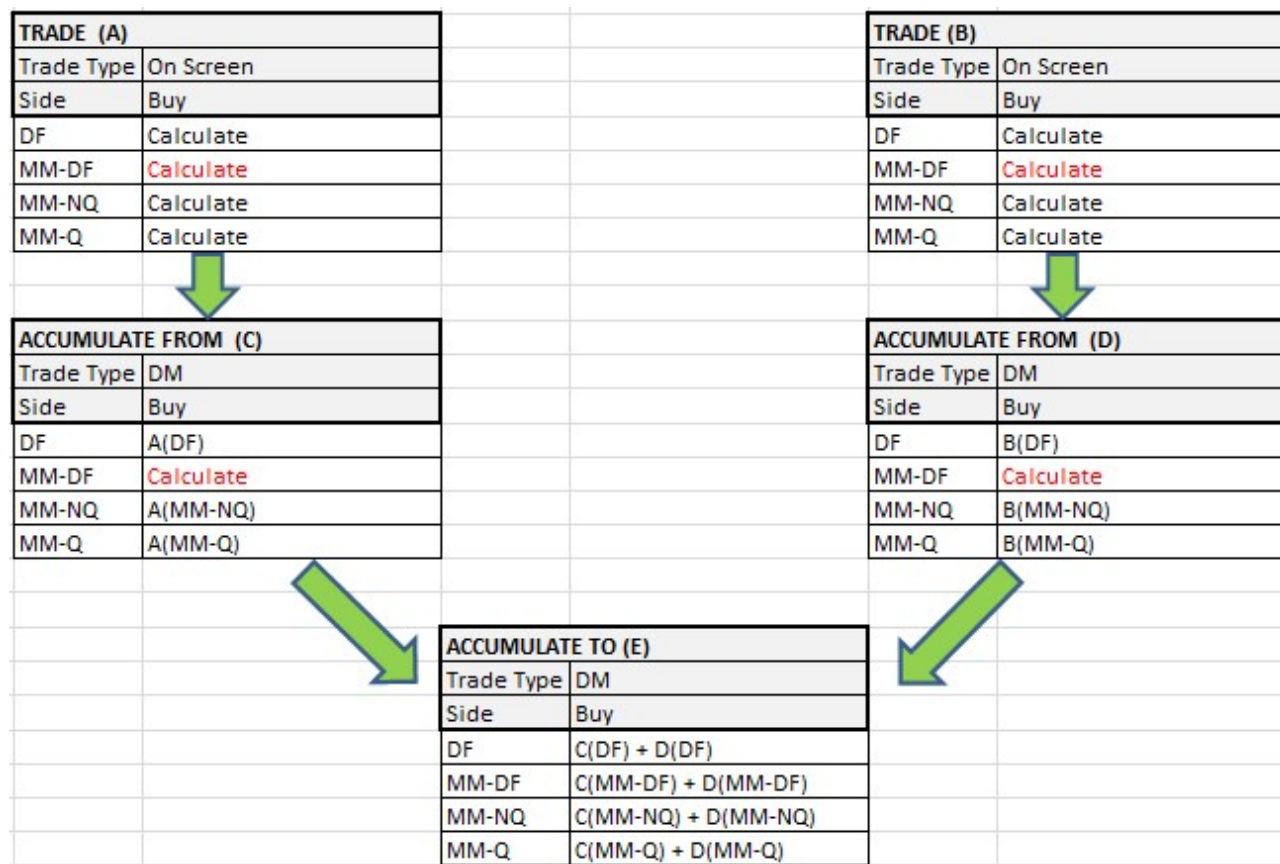 TRADE (A)
Trade Type On Screen
Side Buy
DF Calculate
MM-DF Calculate
MM-NQ Calculate
MM-Q Calculate
TRADE (B)
Trade Type On Screen
Side Buy
DF Calculate
MM-DF Calculate
MM-NQ Calculate
MM-Q Calculate
ACCUMULATE FROM (C)
Trade Type DM
Side Buy
DF A(DF)
MM-DF Calculate
MM-NQ A(MM-NQ)
MM-Q A(MM-Q)
ACCUMULATE FROM (D)
Trade Type DM
Side Buy
DF B(DF)
MM-DF Calculate
MM-NQ B(MM-NQ)
MM-Q B(MM-Q)
ACCUMULATE TO (E)
Trade Type DM
Side Buy
DF C(DF) + D(DF)
MM-DF C(MM-DF) + D(MM-DF)
MM-NQ C(MM-NQ) + D(MM-NQ)
MM-Q C(MM-Q) + D(MM-Q)